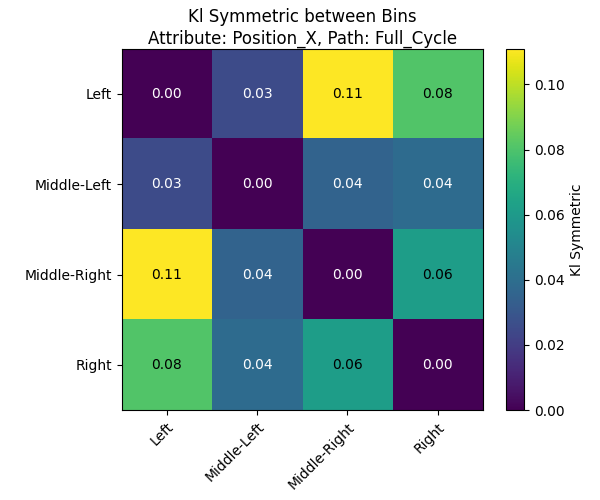 Kl Symmetric between Bins
Attribute: Position_X, Path: Full_Cycle
Left 0.00 0.03 0.11 0.08
Middle-Left 0.03 0.00 0.04 0.04
Middle-Right 0.11 0.04 0.00 0.06
Right 0.08 0.04 0.06 0.00
Left Middle-Left Middle-Right Right
0.10
0.08
0.06
0.04
0.02
0.00
Kl Symmetric